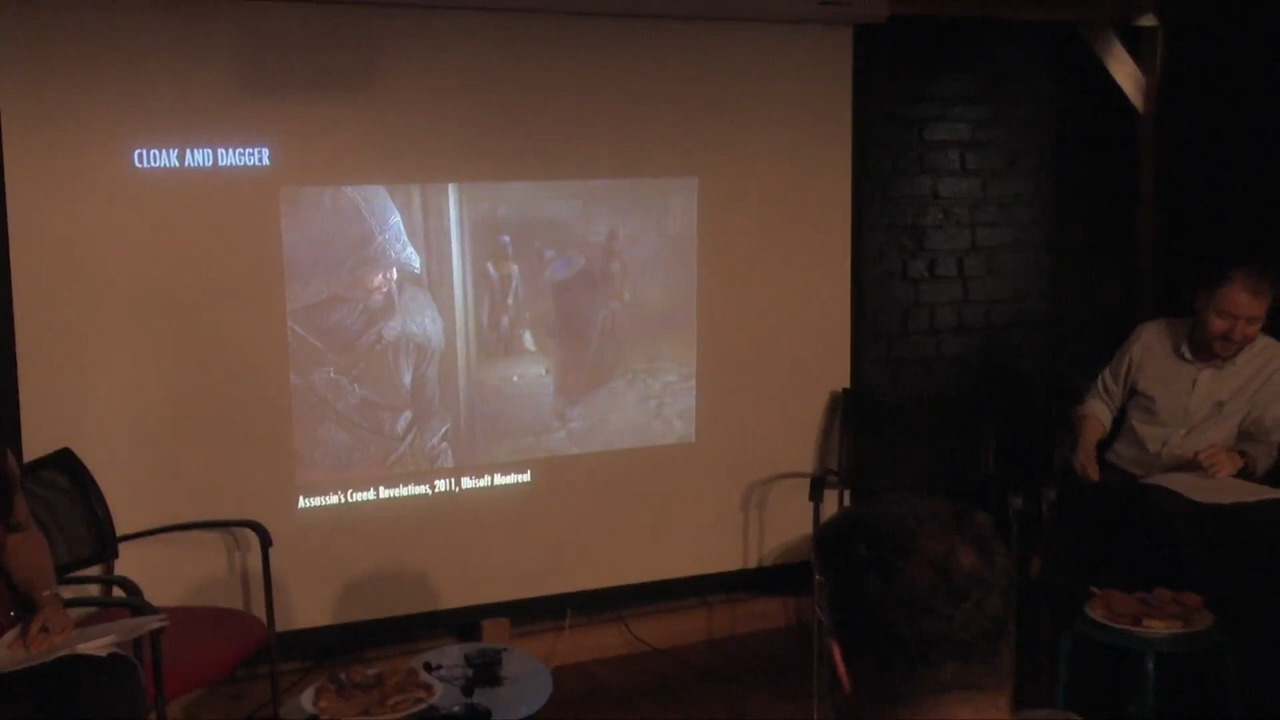 CLOAK AND DAGGER
Assassin's Creed: Revelations, 2011, Ubisoft Montreal